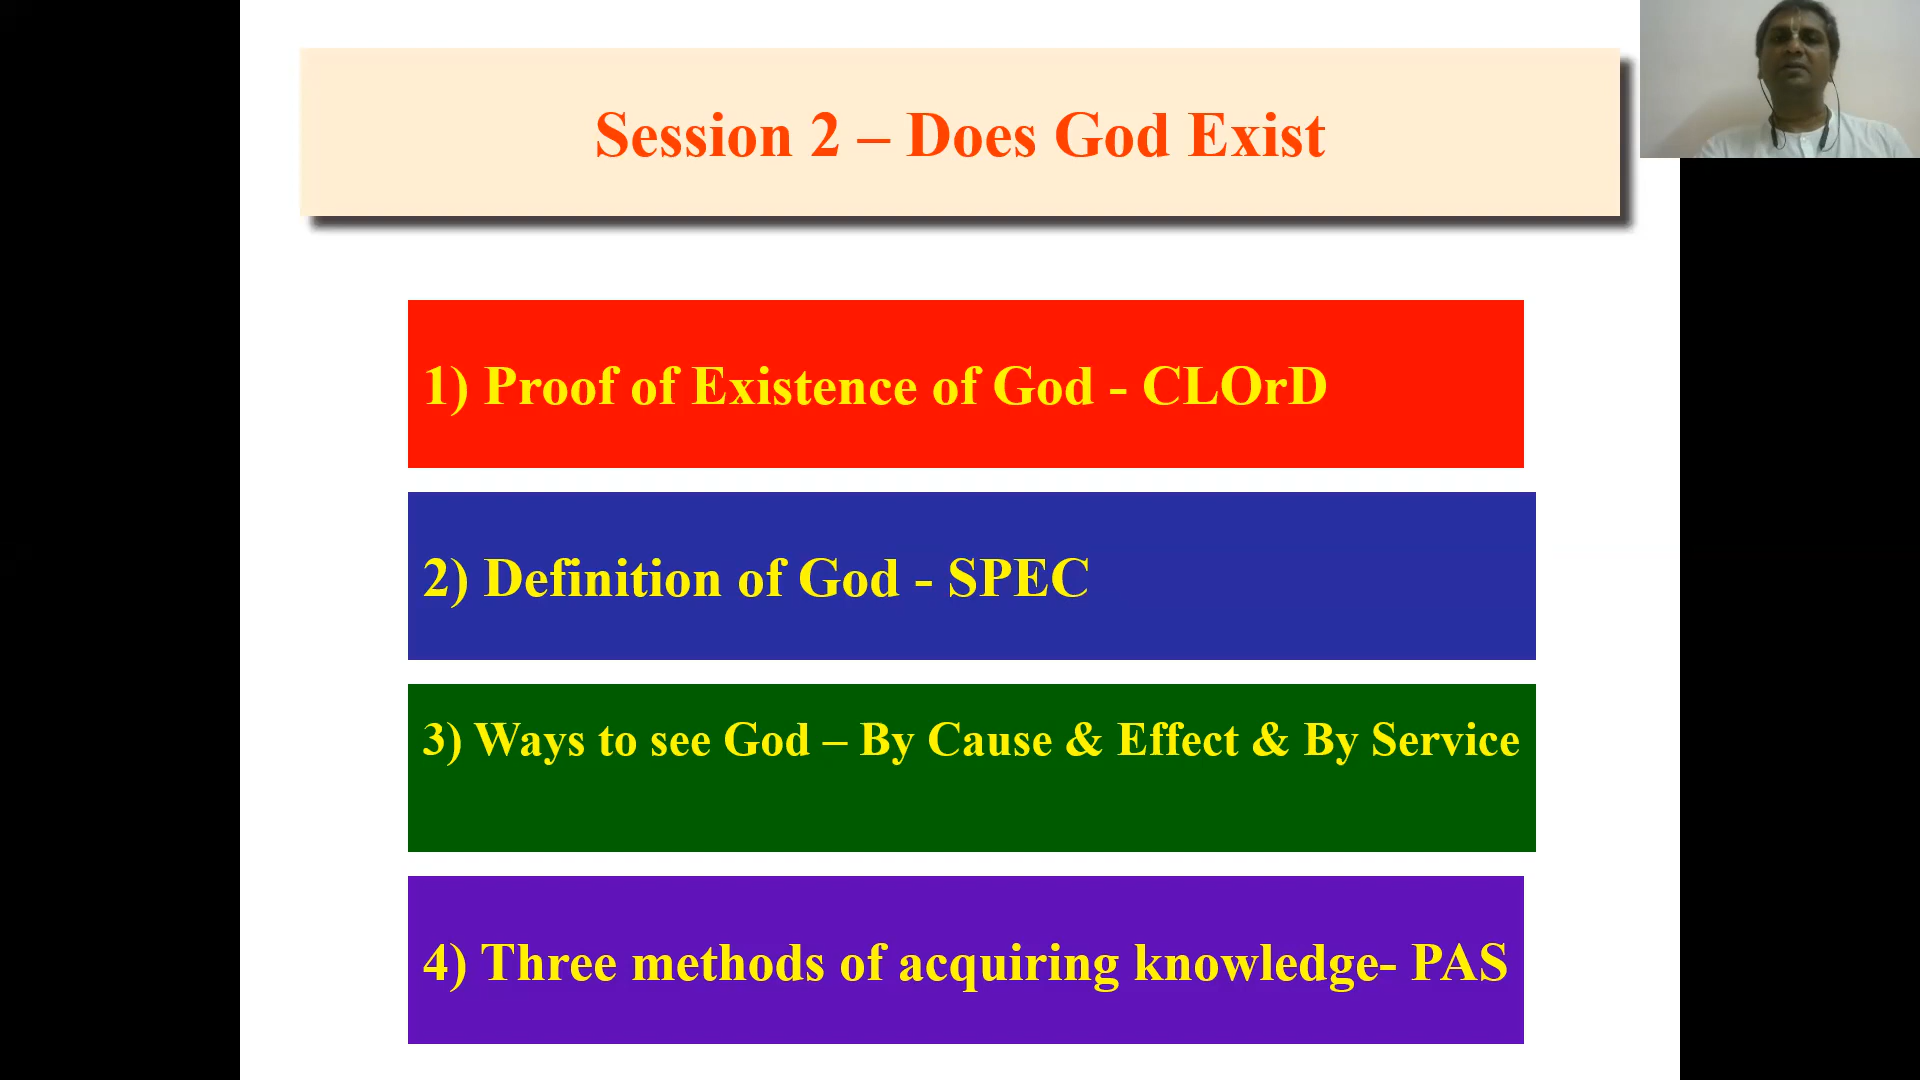 Session 2 – Does God Exist
1) Proof of Existence of God - CLOrD
2) Definition of God - SPEC
3) Ways to see God – By Cause & Effect & By Service
4) Three methods of acquiring knowledge- PAS